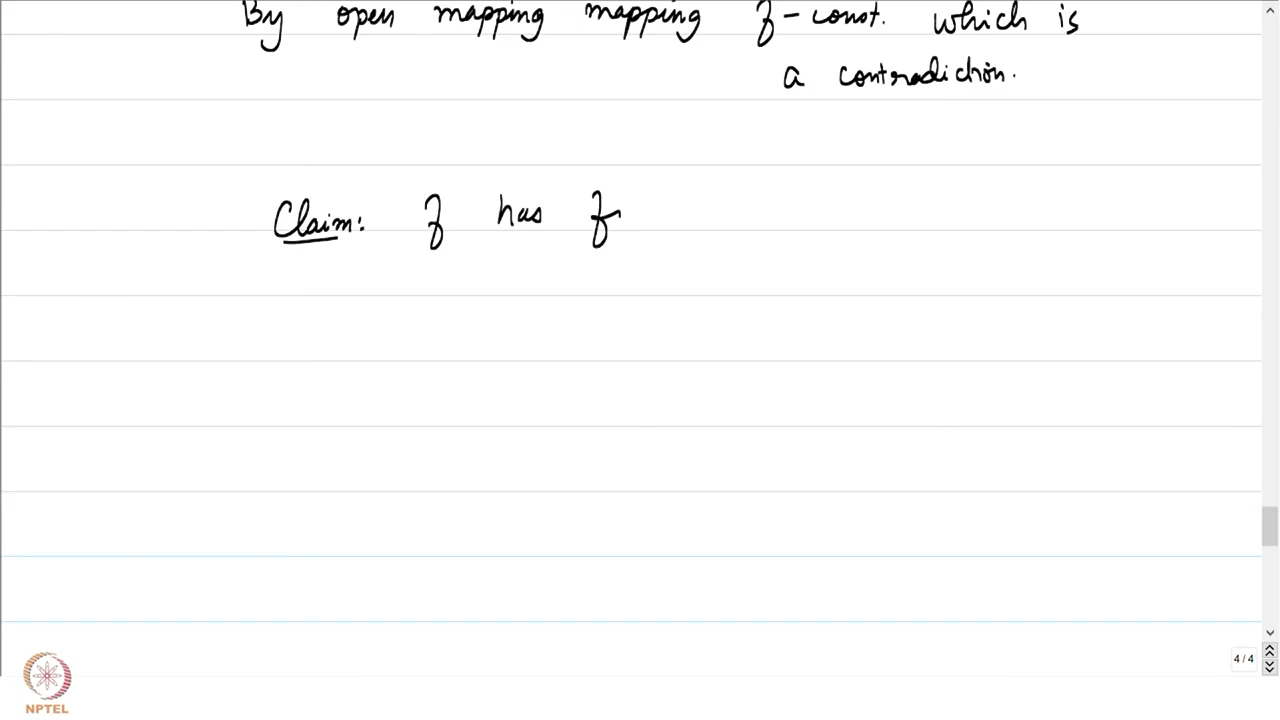 By open mapping mapping f - const. which is
a contradiction.
Claim: f has f
4 / 4
NPTEL